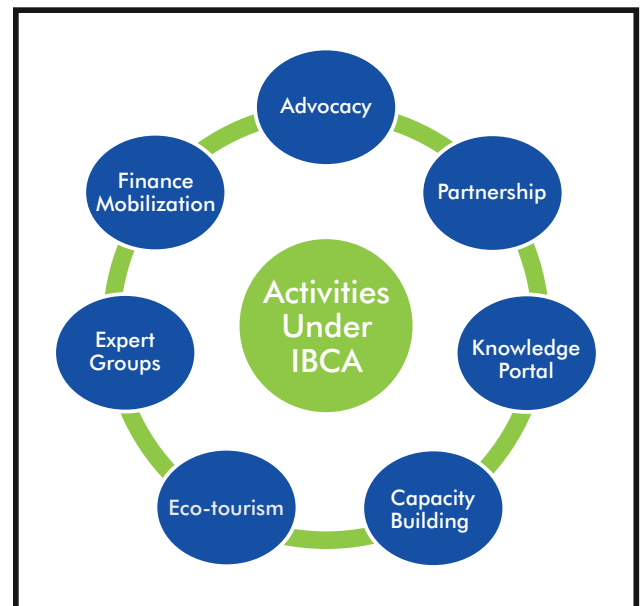 Advocacy
Partnership
Knowledge
Portal
Capacity
Building
Eco-tourism
Expert
Groups
Finance
Mobilization
Activities
Under
IBCA